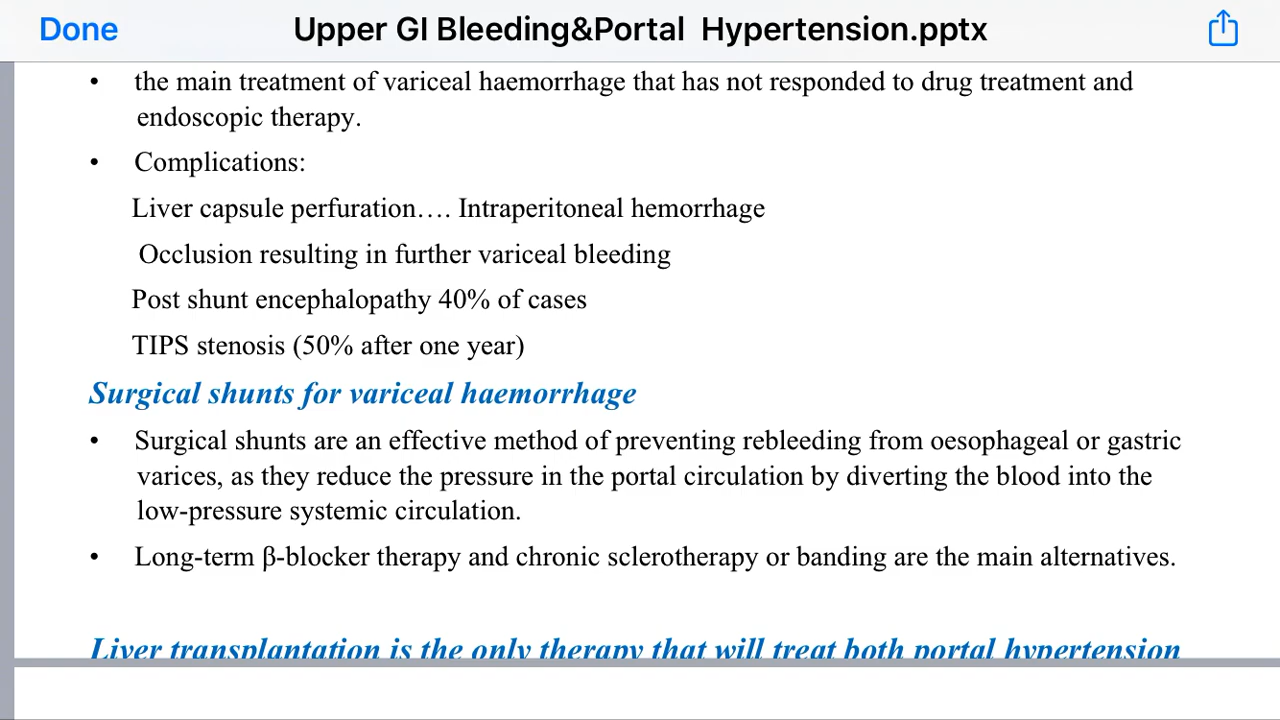 Done Upper GI Bleeding&Portal Hypertension.pptx
• the main treatment of variceal haemorrhage that has not responded to drug treatment and
endoscopic therapy.
• Complications:
Liver capsule perfuration…. Intraperitoneal hemorrhage
Occlusion resulting in further variceal bleeding
Post shunt encephalopathy 40% of cases
TIPS stenosis (50% after one year)
Surgical shunts for variceal haemorrhage
• Surgical shunts are an effective method of preventing rebleeding from oesophageal or gastric
varices, as they reduce the pressure in the portal circulation by diverting the blood into the
low-pressure systemic circulation.
• Long-term β-blocker therapy and chronic sclerotherapy or banding are the main alternatives.
Liver transplantation is the only therapy that will treat both portal hypertension